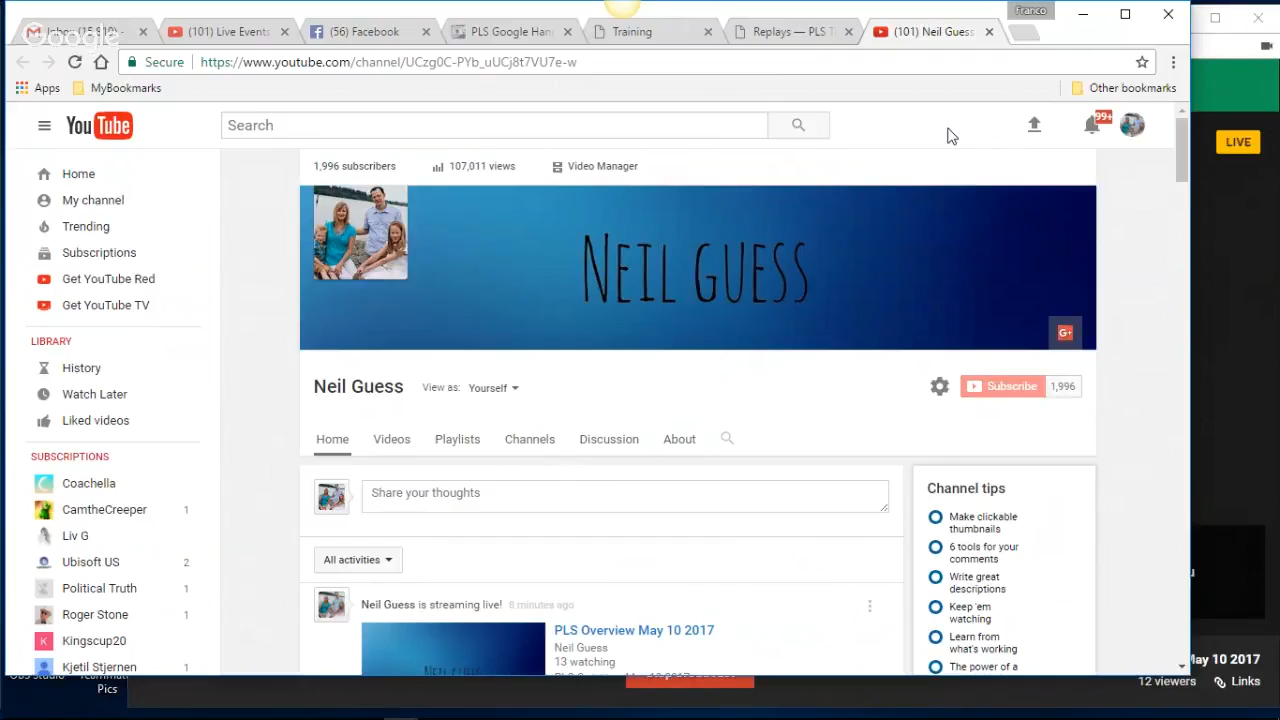 Franco
Inbox
(101) Live Events
(56) Facebook
PLS Google Han
Training
Replays — PLS T
(101) Neil Guess
Google
Secure
https://www.youtube.com/channel/UCzg0C-PYb_uUCj8t7VU7e-w
Apps
MyBookmarks
Other bookmarks
YouTube
Search
99+
LIVE
1,996 subscribers
107,011 views
Video Manager
Home
My channel
Trending
Subscriptions
Get YouTube Red
Get YouTube TV
NEIL GUESS
G+
LIBRARY
History
Watch Later
Liked videos
Neil Guess
View as:
Yourself
Subscribe
1,996
Home
Videos
Playlists
Channels
Discussion
About
SUBSCRIPTIONS
Coachella
CamtheCreeper 1
Liv G
Ubisoft US 2
Political Truth 1
Roger Stone 1
K Kingscup20
Kjetil Stjernen 1
Share your thoughts
All activities
Channel tips
Make clickable
thumbnails
6 tools for your
comments
Write great
descriptions
Keep 'em
watching
Learn from
what's working
The power of a
Neil Guess is streaming live! 8 minutes ago
PLS Overview May 10 2017
Neil Guess
13 watching
May 10 2017
12 viewers
Links
Pics